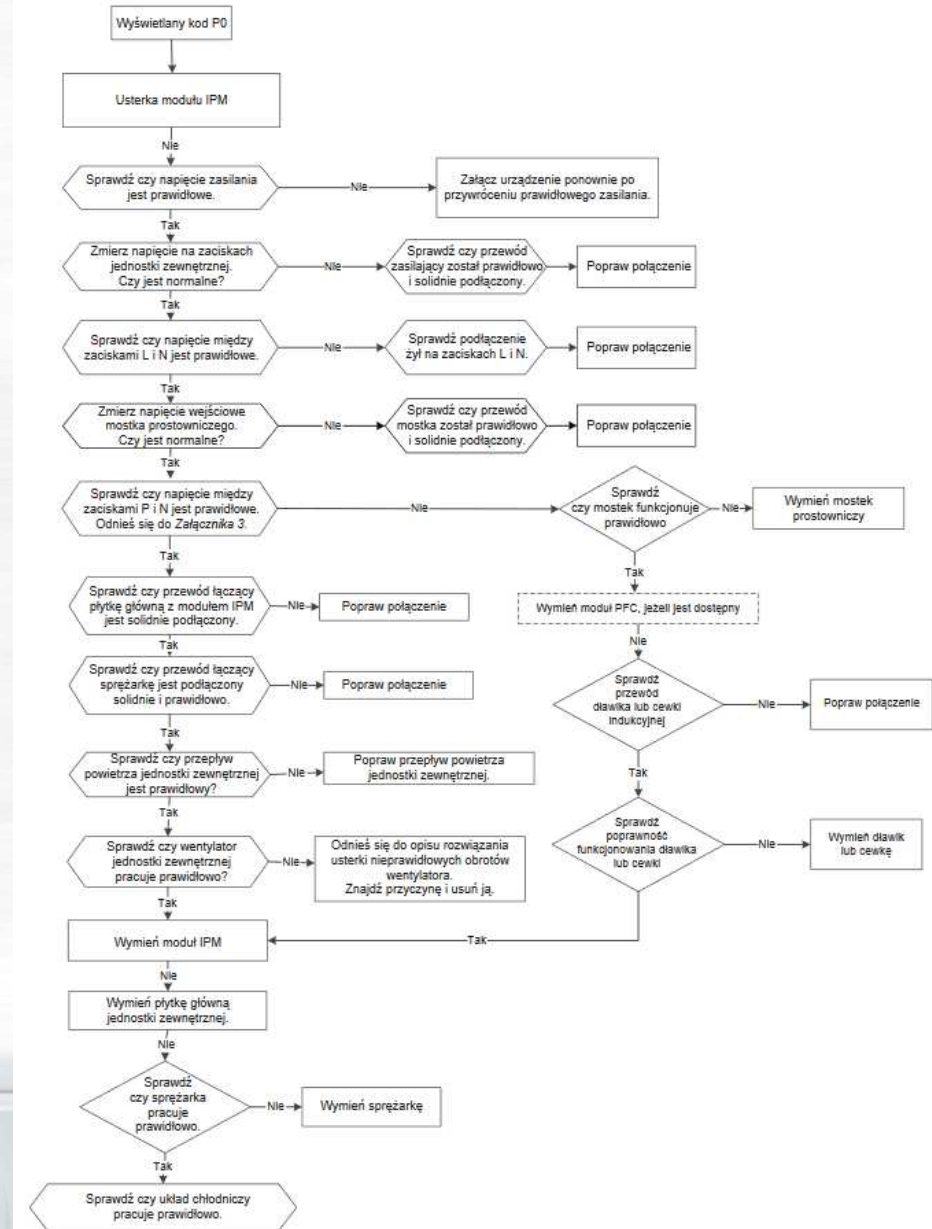 Wyświetlany kod P0
Usterka modułu IPM
Nie
Sprawdź czy napięcie zasilania
jest prawidłowe.
Nie
Załącz urządzenie ponownie po
przywróceniu prawidłowego zasilania.
Tak
Zmierz napięcie na zaciskach
jednostki zewnętrznej.
Czy jest normalne?
Nie
Sprawdź czy przewód
zasilający został prawidłowo
i solidnie podłączony.
Popraw połączenie
Tak
Sprawdź czy napięcie między
zaciskami L i N jest prawidłowe.
Nie
Sprawdź podłączenie
żył na zaciskach L i N.
Popraw połączenie
Tak
Zmierz napięcie wejściowe
mostka prostowniczego.
Czy jest normalne?
Nie
Sprawdź czy przewód
mostka został prawidłowo
i solidnie podłączony.
Popraw połączenie
Tak
Sprawdź czy napięcie między
zaciskami P i N jest prawidłowe.
Odnieś się do Załącznika 3.
Nie
Sprawdź
czy mostek funkcjonuje
prawidłowo
Nie
Wymień mostek
prostowniczy
Tak
Tak
Sprawdź czy przewód łączący
płytkę główną z modułem IPM
jest solidnie podłączony.
Nie
Popraw połączenie
Wymień moduł PFC, jeżeli jest dostępny
Tak
Nie
Sprawdź czy przewód łączący
sprężarkę jest podłączony
solidnie i prawidłowo.
Nie
Popraw połączenie
Sprawdź
przewód
dławika lub cewki
indukcyjnej
Nie
Popraw połączenie
Tak
Sprawdź czy przepływ
powietrza jednostki zewnętrznej
jest prawidłowy?
Nie
Popraw przepływ powietrza
jednostki zewnętrznej.
Tak
Tak
Sprawdź czy wentylator
jednostki zewnętrznej
pracuje prawidłowo?
Nie
Odnieś się do opisu rozwiązania
usterki nieprawidłowych obrotów
wentylatora.
Znajdź przyczynę i usuń ją.
Sprawdź
poprawność
funkcjonowania dławika
lub cewki
Nie
Wymień dławik
lub cewkę
Tak
Wymień moduł IPM
Tak
Nie
Wymień płytkę główną
jednostki zewnętrznej.
Nie
Sprawdź
czy sprężarka
pracuje
prawidłowo.
Nie
Wymień sprężarkę
Tak
Sprawdź czy układ chłodniczy
pracuje prawidłowo.